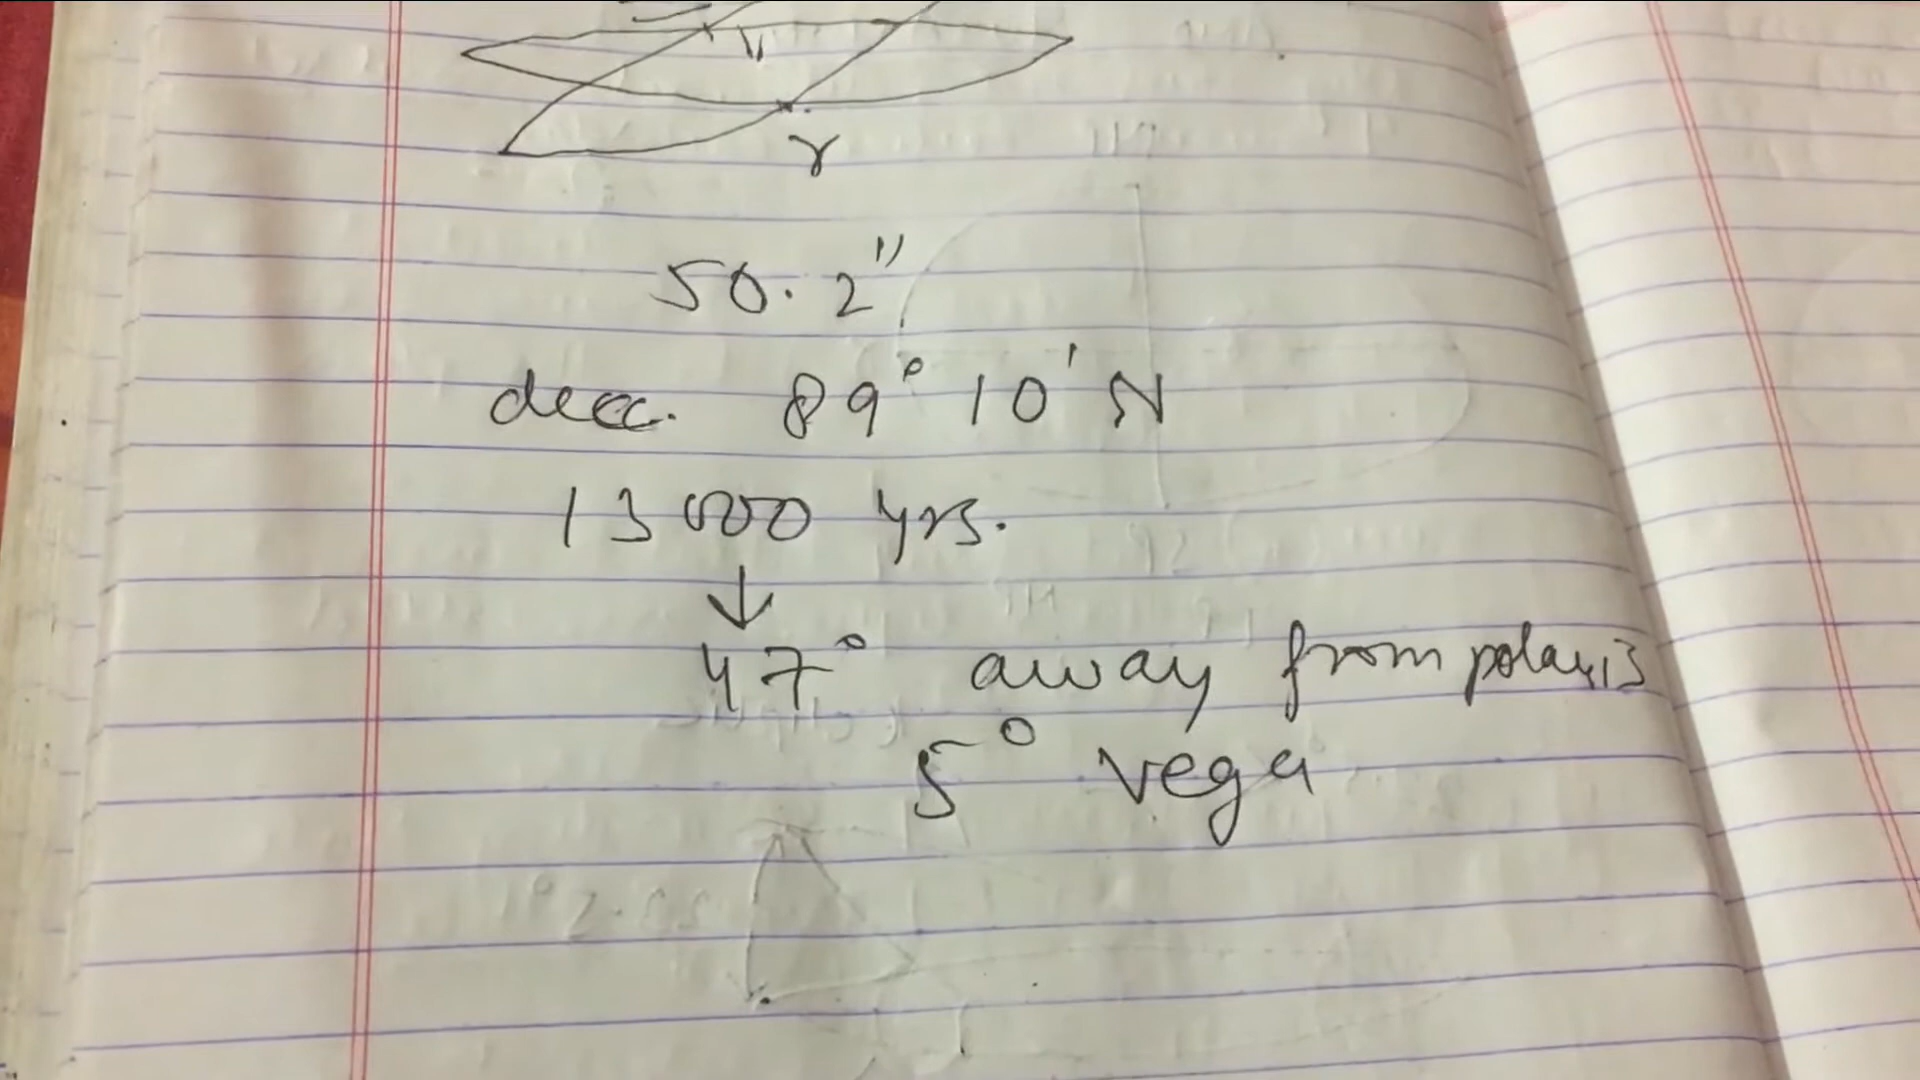 γ
50.2"
dec. 89° 10' N
13000 yrs.
↓
47° away from polaris
5° vega